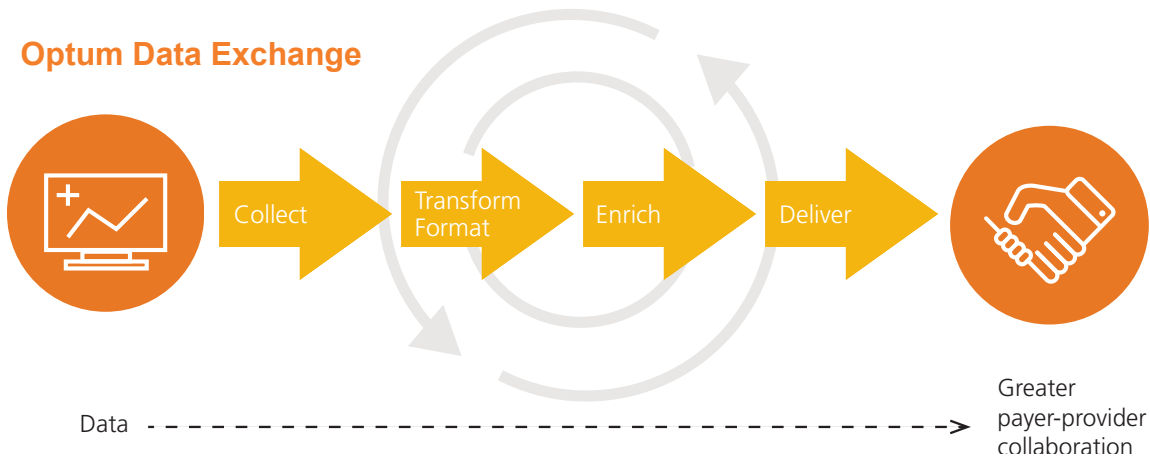 Optum Data Exchange
Collect
Transform
Format
Enrich
Deliver
Data
Greater
payer-provider
collaboration